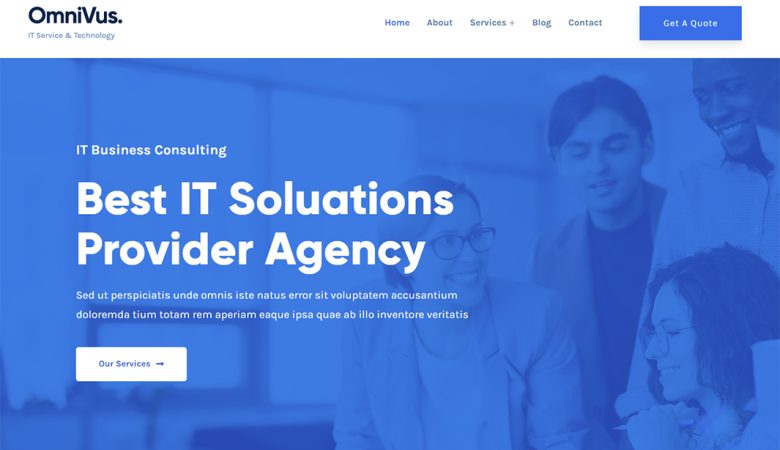 OmniVus.
IT Service & Technology
Home About Services + Blog Contact
Get A Quote
IT Business Consulting
Best IT Soluations
Provider Agency
Sed ut perspiciatis unde omnis iste natus error sit voluptatem accusantium
doloremda tium totam rem aperiam eaque ipsa quae ab illo inventore veritatis
Our Services →